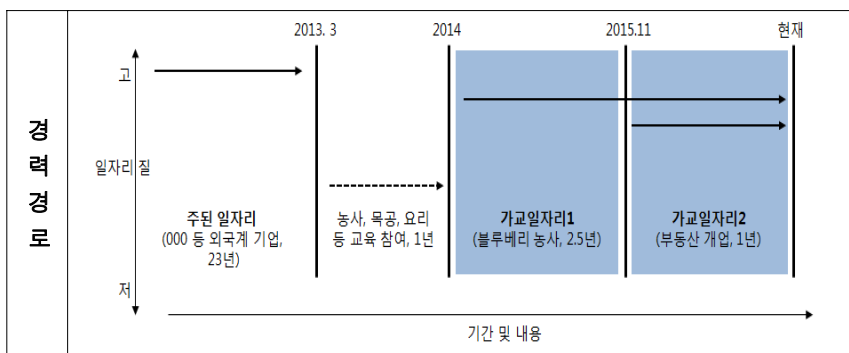 경력경로
2013. 3
2014
2015.11
현재
고
일자리 질
저
주된 일자리
(000 등 외국계 기업,
23년)
농사, 목공, 요리
등 교육 참여, 1년
가교일자리1
(블루베리 농사, 2.5년)
가교일자리2
(부동산 개업, 1년)
기간 및 내용